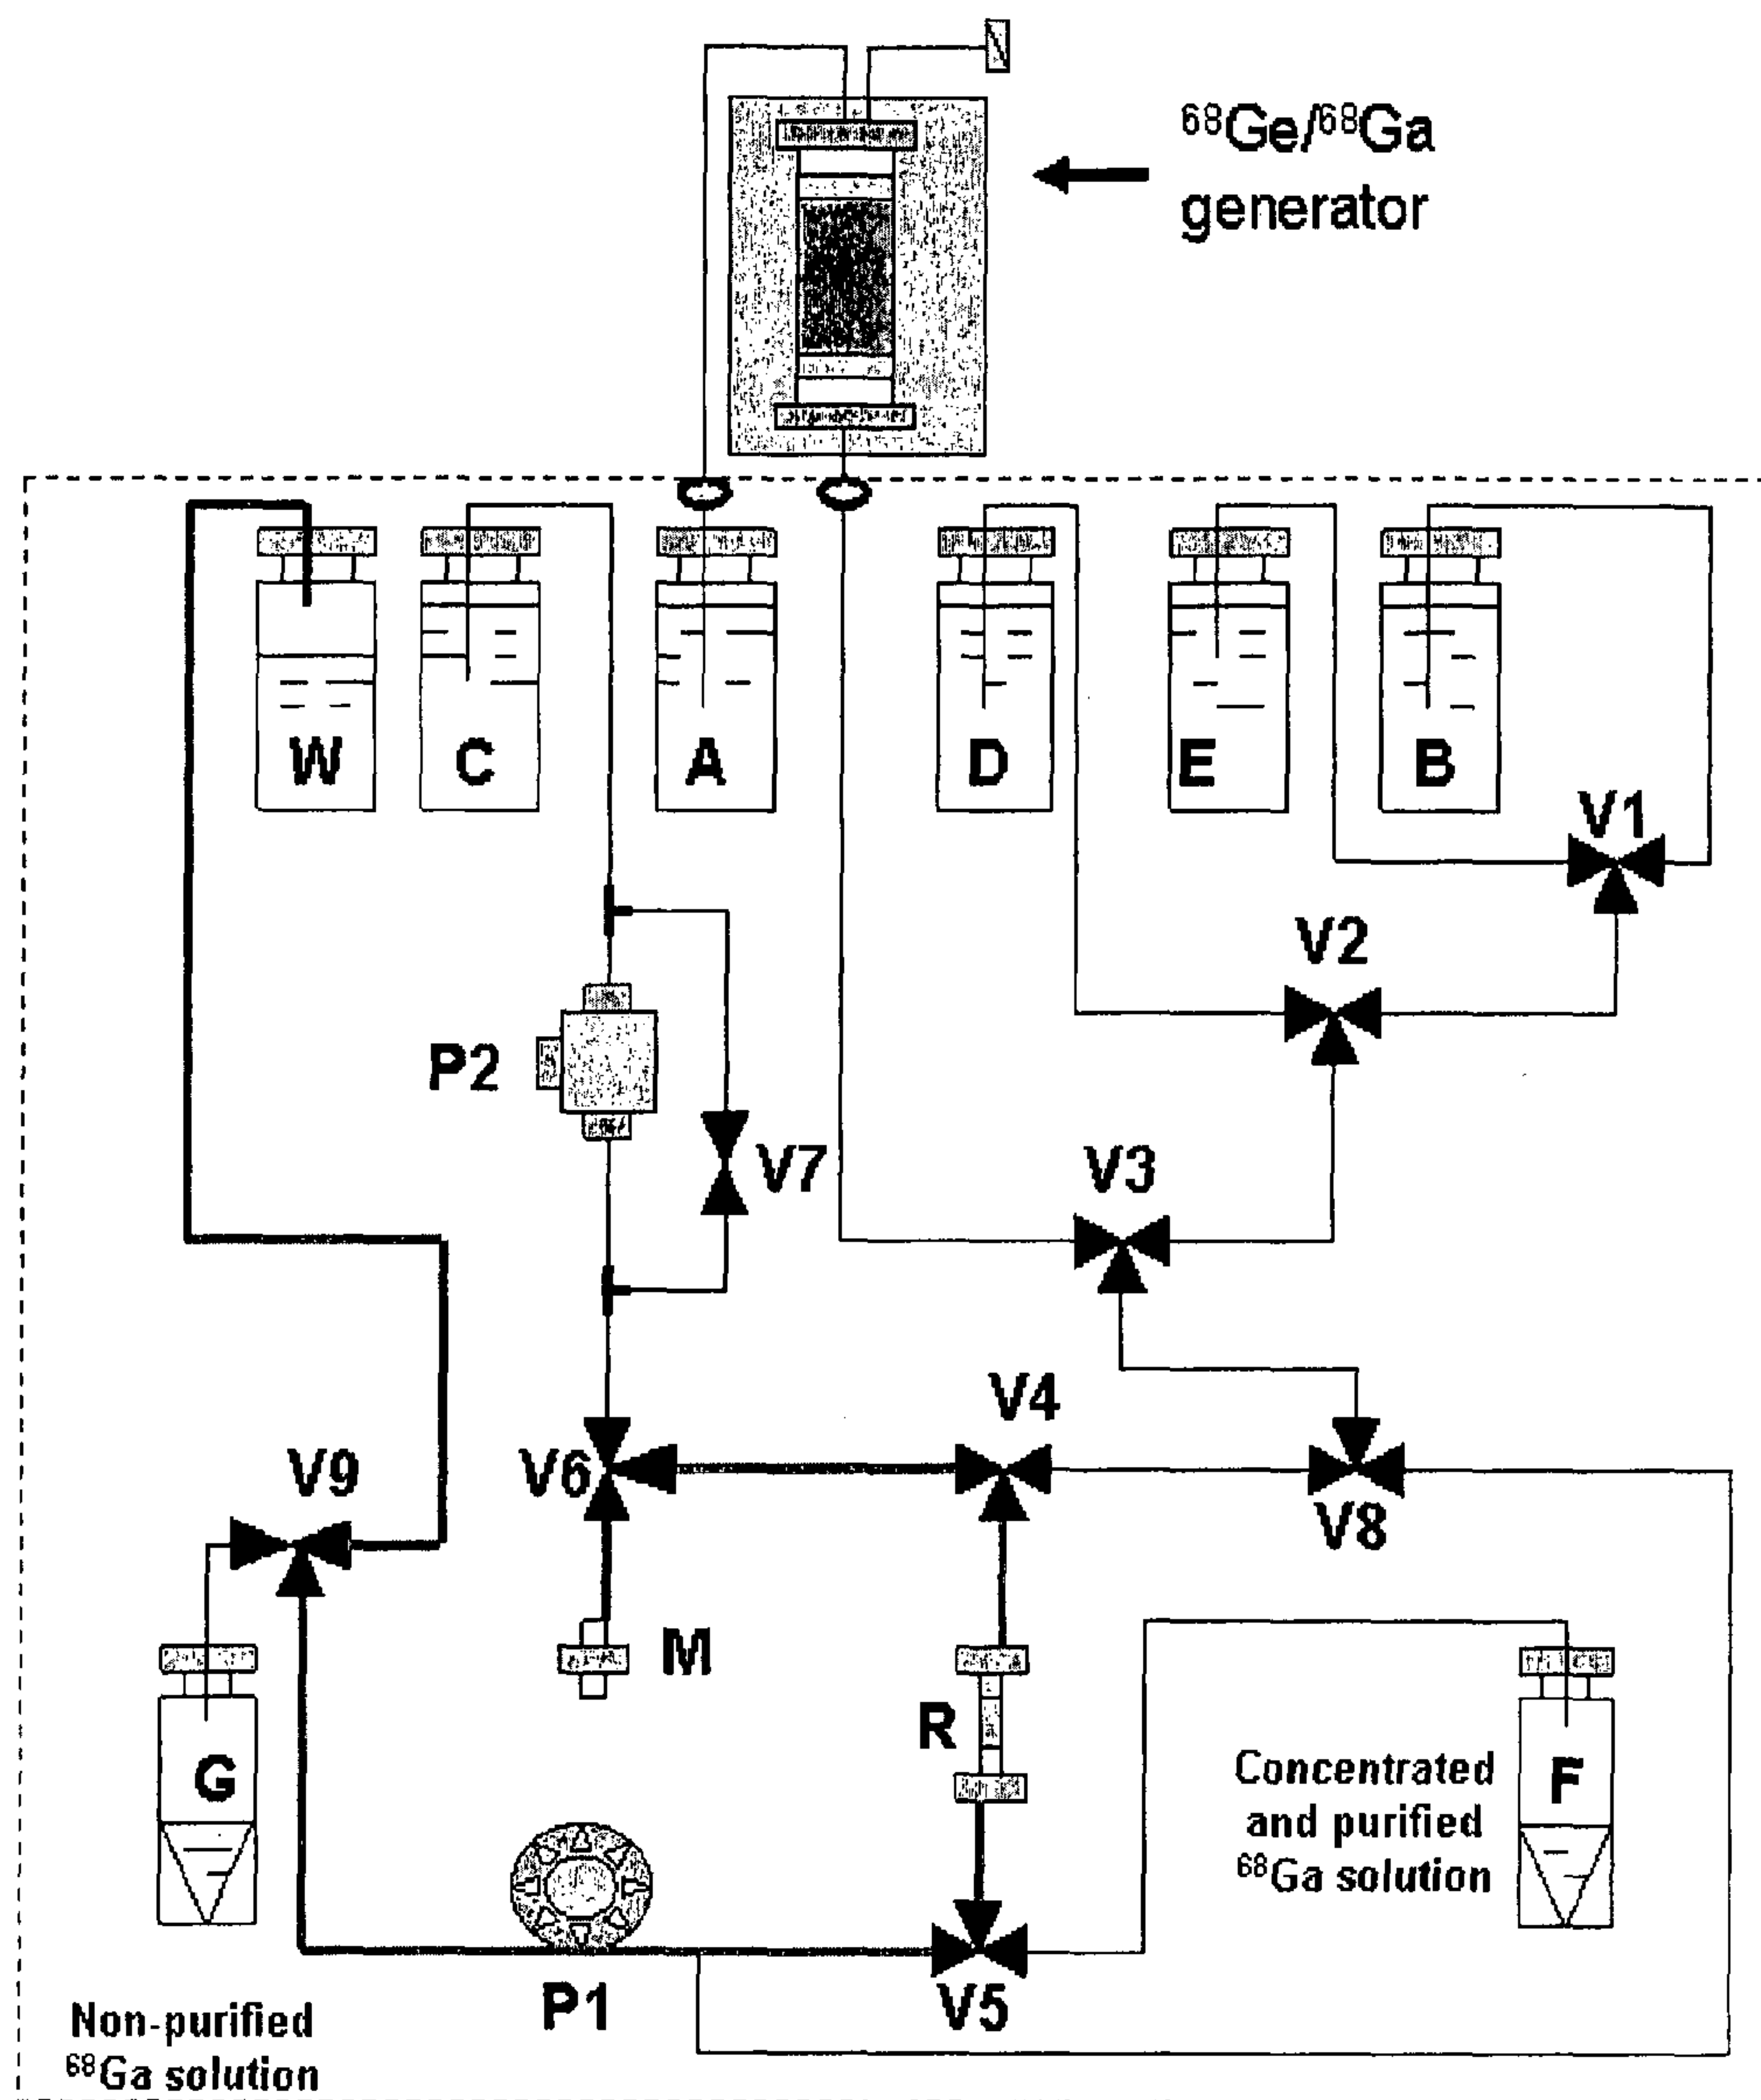 ⁶⁸Ge/⁶⁸Ga
generator
W
C
A
D
E
B
V1
V2
P2
V7
V3
V4
V9
V6
V8
M
R
G
Concentrated
and purified
⁶⁸Ga solution
F
P1
V5
Non-purified
⁶⁸Ga solution